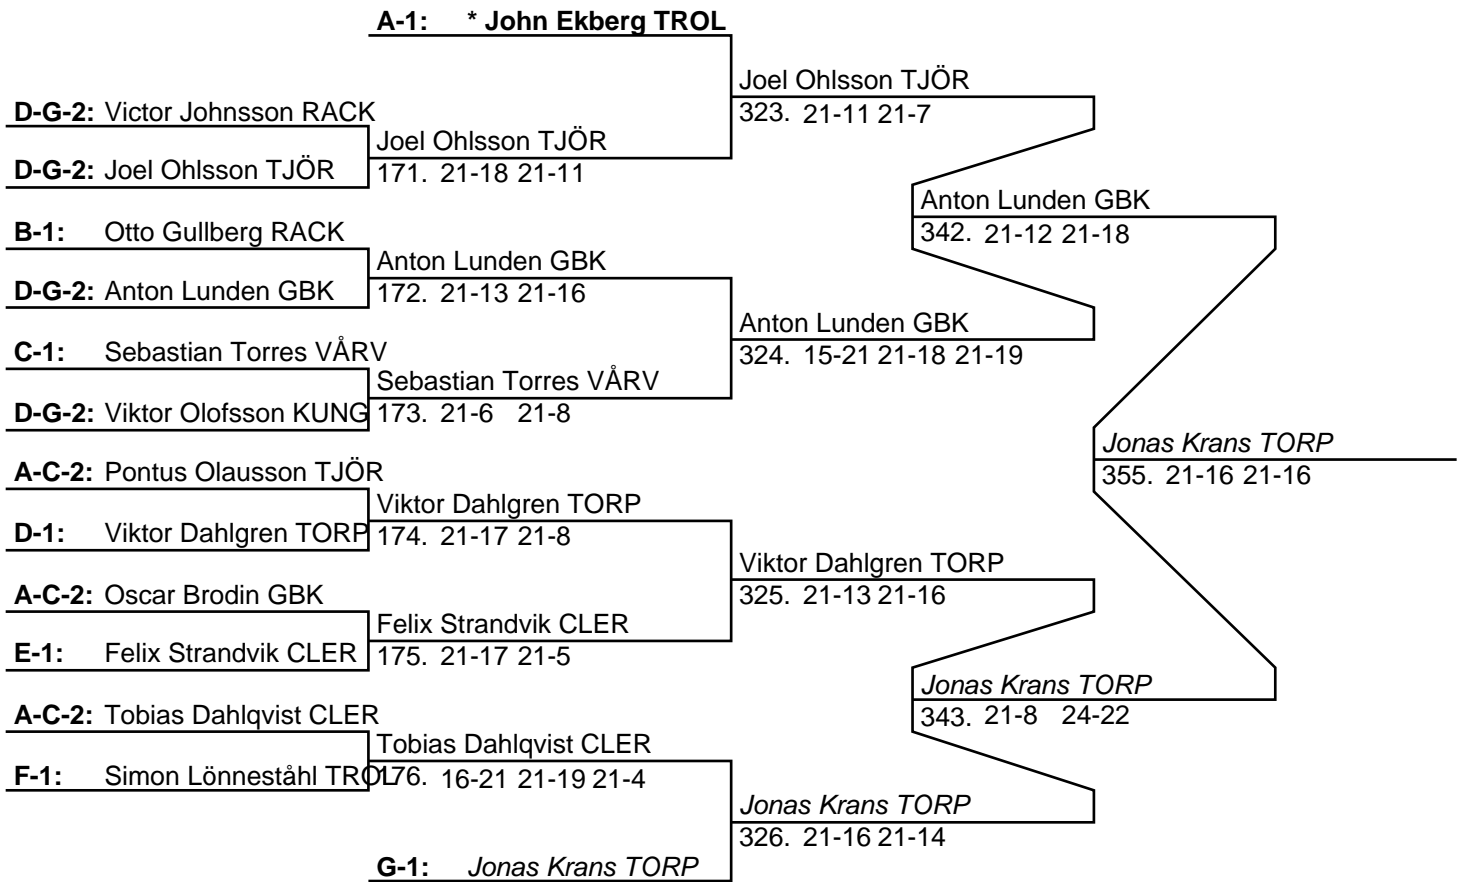 A-1: * John Ekberg TROL
Joel Ohlsson TJÖR
D-G-2: Victor Johnsson RACK
323. 21-11 21-7
Joel Ohlsson TJÖR
D-G-2: Joel Ohlsson TJÖR
171. 21-18 21-11
Anton Lunden GBK
B-1: Otto Gullberg RACK
342. 21-12 21-18
Anton Lunden GBK
D-G-2: Anton Lunden GBK
172. 21-13 21-16
Anton Lunden GBK
C-1: Sebastian Torres VÅRV
324. 15-21 21-18 21-19
Sebastian Torres VÅRV
D-G-2: Viktor Olofsson KUNG
173. 21-6 21-8
Jonas Krans TORP
A-C-2: Pontus Olausson TJÖR
355. 21-16 21-16
Viktor Dahlgren TORP
D-1: Viktor Dahlgren TORP
174. 21-17 21-8
Viktor Dahlgren TORP
A-C-2: Oscar Brodin GBK
325. 21-13 21-16
Felix Strandvik CLER
E-1: Felix Strandvik CLER
175. 21-17 21-5
Jonas Krans TORP
A-C-2: Tobias Dahlqvist CLER
343. 21-8 24-22
Tobias Dahlqvist CLER
F-1: Simon Lönneståhl TROL
176. 16-21 21-19 21-4
Jonas Krans TORP
326. 21-16 21-14
G-1: Jonas Krans TORP